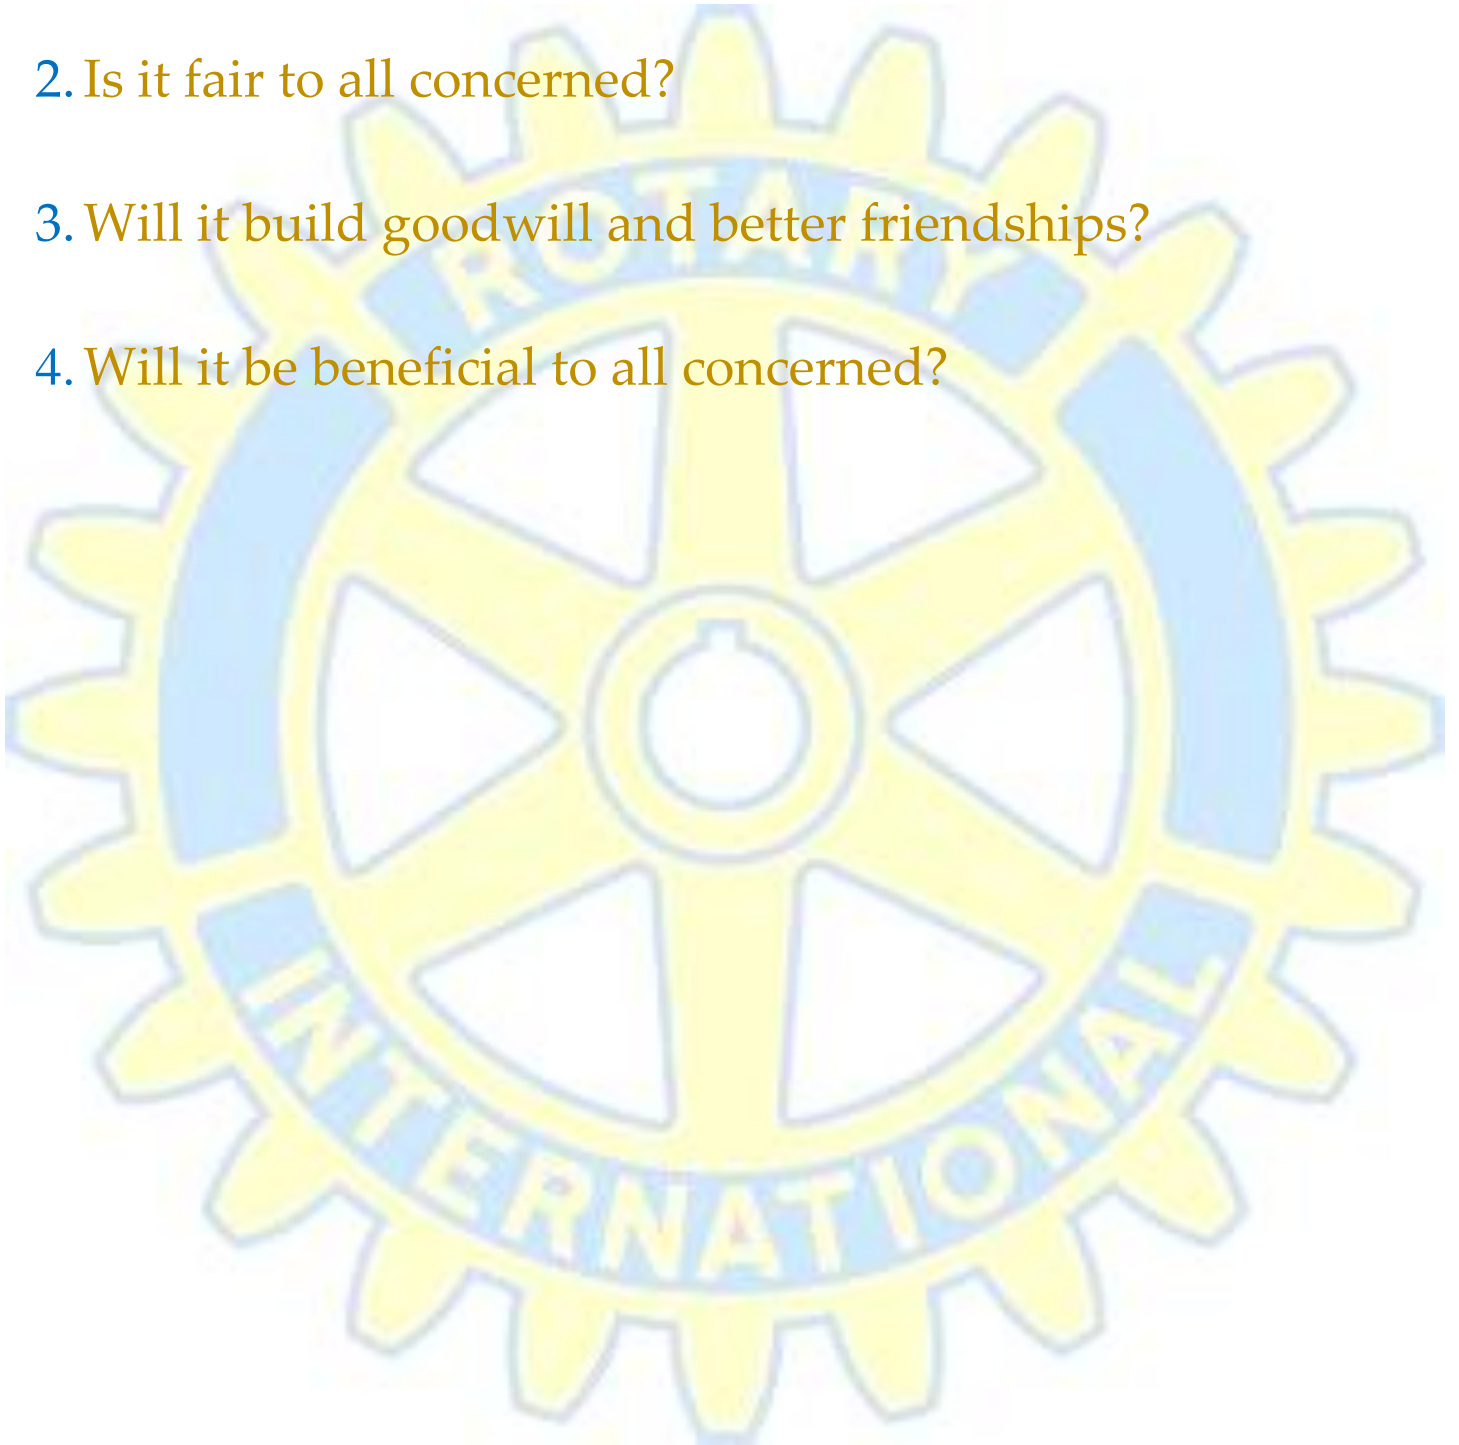 2. Is it fair to all concerned?
3. Will it build goodwill and better friendships?
4. Will it be beneficial to all concerned?
ROTARY
INTERNATIONAL